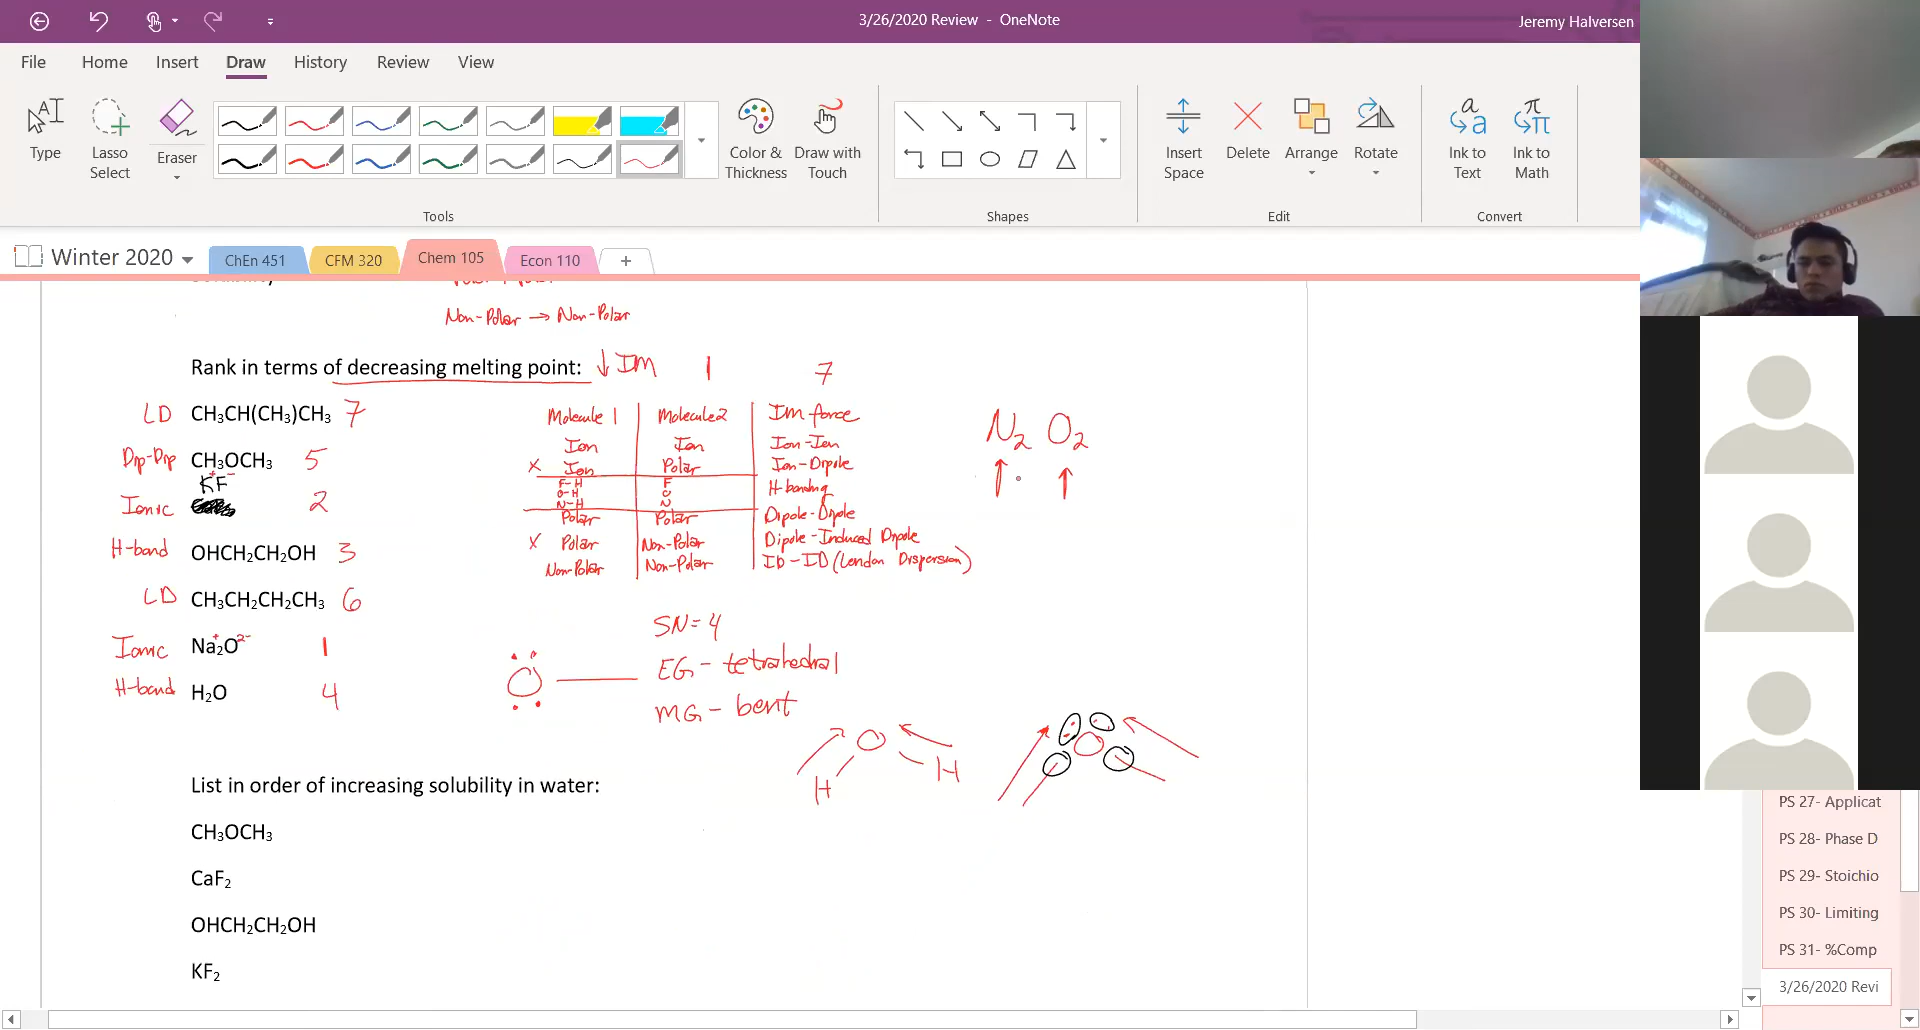 3/26/2020 Review - OneNote
Jeremy Halversen
File Home Insert Draw History Review View
Type
Lasso Select
Eraser
Color & Thickness
Draw with Touch
Insert Space
Delete
Arrange
Rotate
Ink to Text
Ink to Math
Tools
Shapes
Edit
Convert
Winter 2020
ChEn 451
CFM 320
Chem 105
Econ 110
Non-Polar → Non-Polar
Rank in terms of decreasing melting point: ↓ IM 1 7
LD CH₃CH(CH₃)CH₃ 7
Dip-Dip CH₃OCH₃ 5
K⁺F⁻
Ionic 2
H-bond OHCH₂CH₂OH 3
LD CH₃CH₂CH₂CH₃ 6
Ionic Na₂⁺O²⁻ 1
H-bond H₂O 4
Molecule 1 Molecule 2 IM force
Ion Ion Ion-Ion
X Ion Polar Ion-Dipole
F-H F
O-H O H-bonding
N-H N
Polar Polar Dipole-Dipole
X Polar Non-Polar Dipole-Induced Dipole
Non-Polar Non-Polar ID-ID (London Dispersion)
N₂ O₂
↑ ↑
SN=4
EG - tetrahedral
MG - bent
O
H O H
O
List in order of increasing solubility in water:
CH₃OCH₃
CaF₂
OHCH₂CH₂OH
KF₂
PS 27- Applicat
PS 28- Phase D
PS 29- Stoichio
PS 30- Limiting
PS 31- %Comp
3/26/2020 Revi